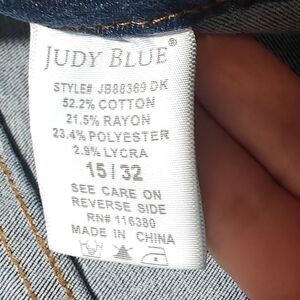 JUDY BLUE®
STYLE# JB88369 DK
52.2% COTTON
21.5% RAYON
23.4% POLYESTER
2.9% LYCRA
15 / 32
SEE CARE ON
REVERSE SIDE
RN# 116380
MADE IN CHINA